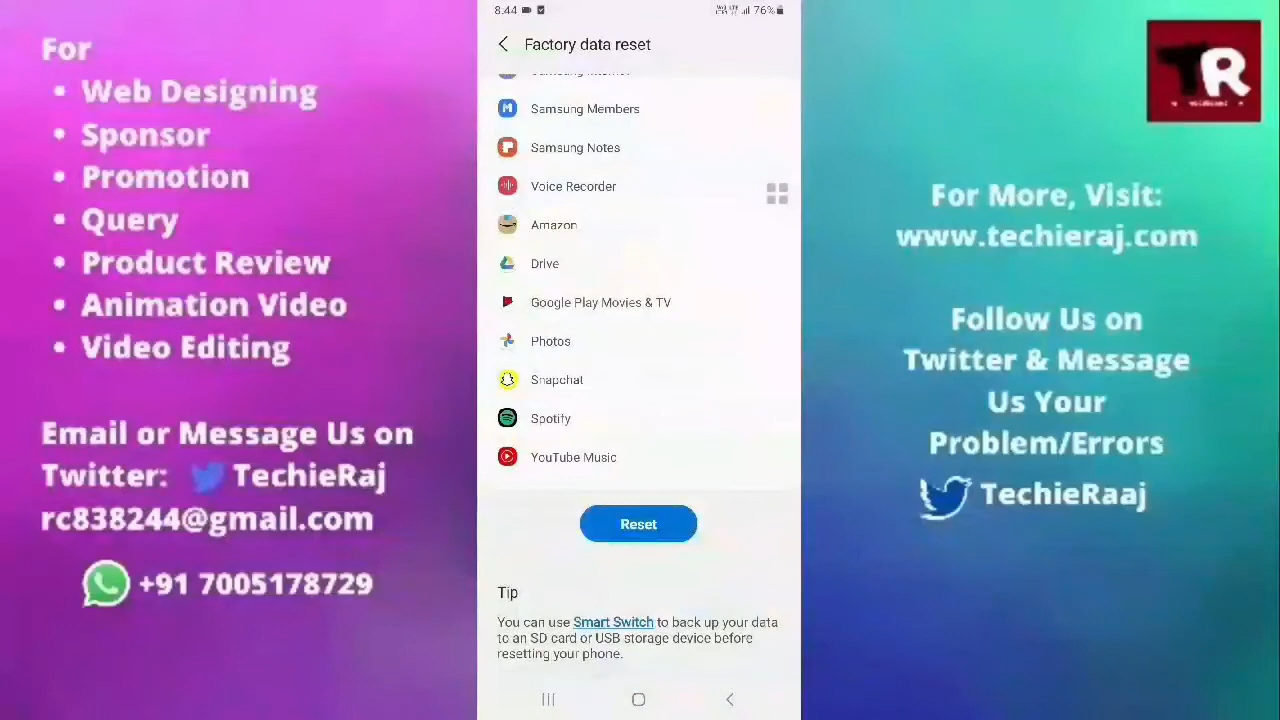 For
Web Designing
Sponsor
Promotion
Query
Product Review
Animation Video
Video Editing
Email or Message Us on
Twitter: TechieRaj
rc838244@gmail.com
+91 7005178729
8:44
76%
Factory data reset
Samsung Internet
Samsung Members
Samsung Notes
Voice Recorder
Amazon
Drive
Google Play Movies & TV
Photos
Snapchat
Spotify
YouTube Music
Reset
Tip
You can use Smart Switch to back up your data
to an SD card or USB storage device before
resetting your phone.
TR
For More, Visit:
www.techieraj.com
Follow Us on
Twitter & Message
Us Your
Problem/Errors
TechieRaaj